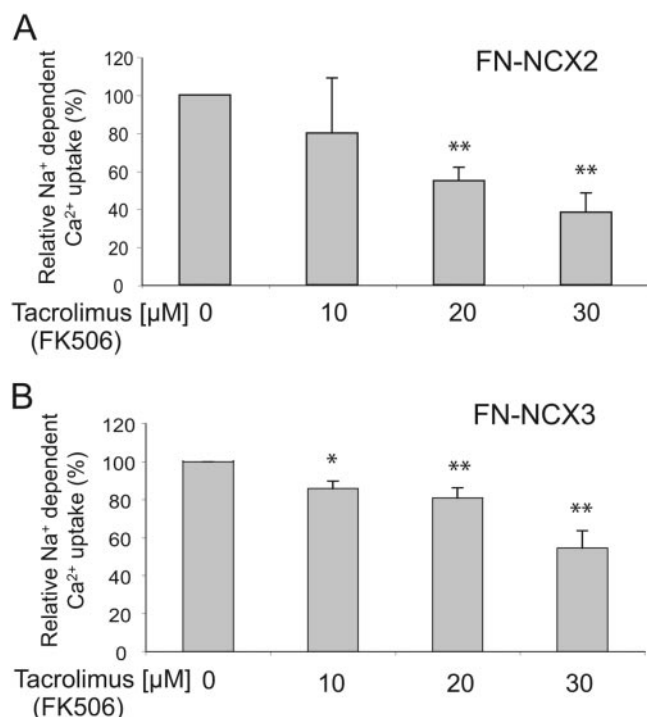 A
FN-NCX2
Relative Na⁺ dependent
Ca²⁺ uptake (%)
120
100
80
60
40
20
0
**
**
Tacrolimus [µM] 0 10 20 30
(FK506)
B
FN-NCX3
Relative Na⁺ dependent
Ca²⁺ uptake (%)
120
100
80
60
40
20
0
*
**
**
Tacrolimus [µM] 0 10 20 30
(FK506)